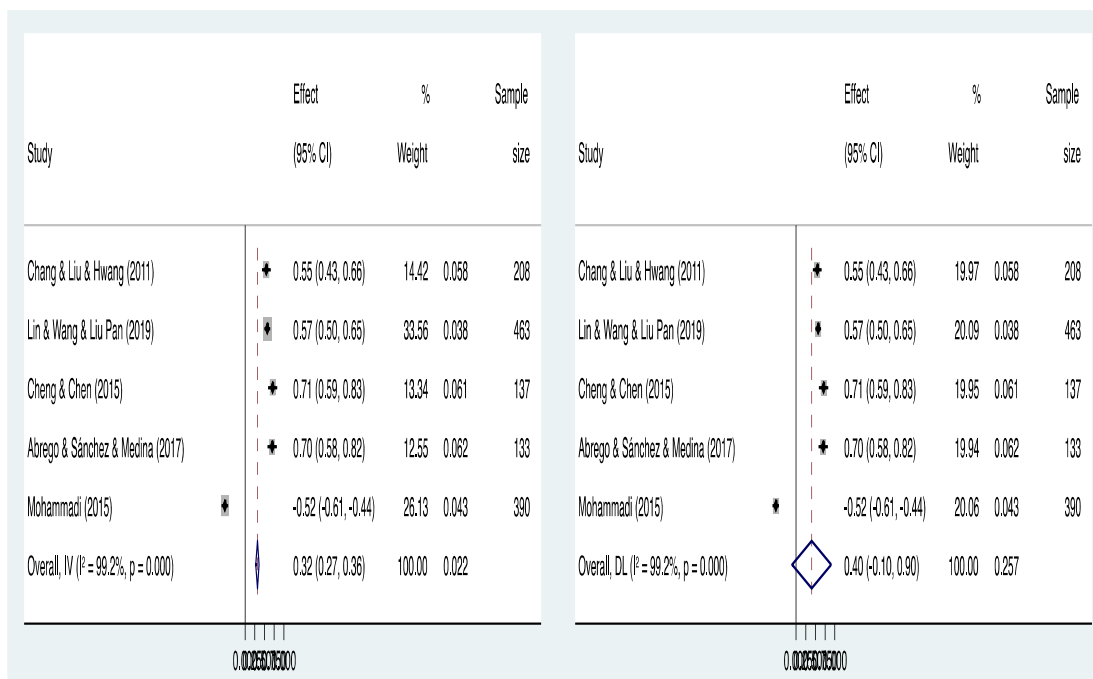 Effect % Sample
Study (95% CI) Weight size
Chang & Liu & Hwang (2011) 0.55 (0.43, 0.66) 14.42 0.058 208
Lin & Wang & Liu Pan (2019) 0.57 (0.50, 0.65) 33.56 0.038 463
Cheng & Chen (2015) 0.71 (0.59, 0.83) 13.34 0.061 137
Abrego & Sánchez & Medina (2017) 0.70 (0.58, 0.82) 12.55 0.062 133
Mohammadi (2015) -0.52 (-0.61, -0.44) 26.13 0.043 390
Overall, IV (I² = 99.2%, p = 0.000) 0.32 (0.27, 0.36) 100.00 0.022
Effect % Sample
Study (95% CI) Weight size
Chang & Liu & Hwang (2011) 0.55 (0.43, 0.66) 19.97 0.058 208
Lin & Wang & Liu Pan (2019) 0.57 (0.50, 0.65) 20.09 0.038 463
Cheng & Chen (2015) 0.71 (0.59, 0.83) 19.95 0.061 137
Abrego & Sánchez & Medina (2017) 0.70 (0.58, 0.82) 19.94 0.062 133
Mohammadi (2015) -0.52 (-0.61, -0.44) 20.06 0.043 390
Overall, DL (I² = 99.2%, p = 0.000) 0.40 (-0.10, 0.90) 100.00 0.257